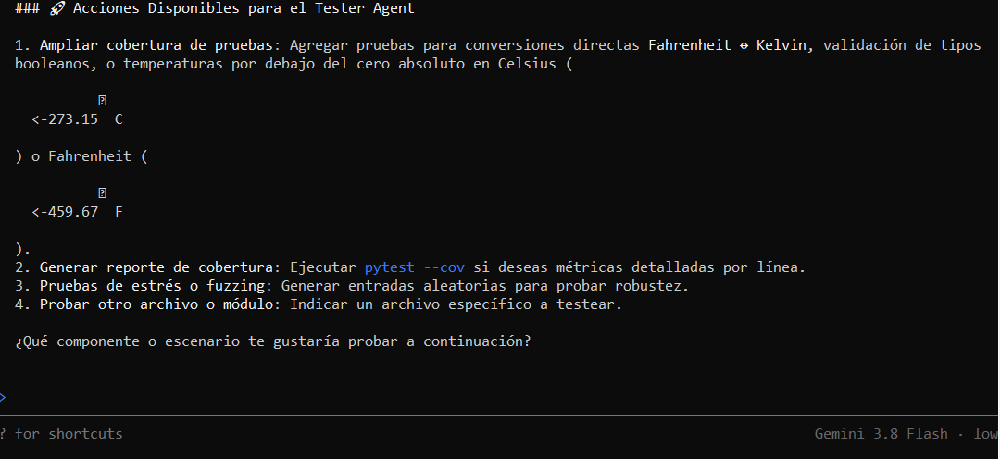 ### 🚀 Acciones Disponibles para el Tester Agent
1. Ampliar cobertura de pruebas: Agregar pruebas para conversiones directas Fahrenheit ↔ Kelvin, validación de tipos
booleanos, o temperaturas por debajo del cero absoluto en Celsius (
<-273.15  C
) o Fahrenheit (
<-459.67  F
).
2. Generar reporte de cobertura: Ejecutar pytest --cov si deseas métricas detalladas por línea.
3. Pruebas de estrés o fuzzing: Generar entradas aleatorias para probar robustez.
4. Probar otro archivo o módulo: Indicar un archivo específico a testear.
¿Qué componente o escenario te gustaría probar a continuación?
>
? for shortcuts
Gemini 3.8 Flash · low